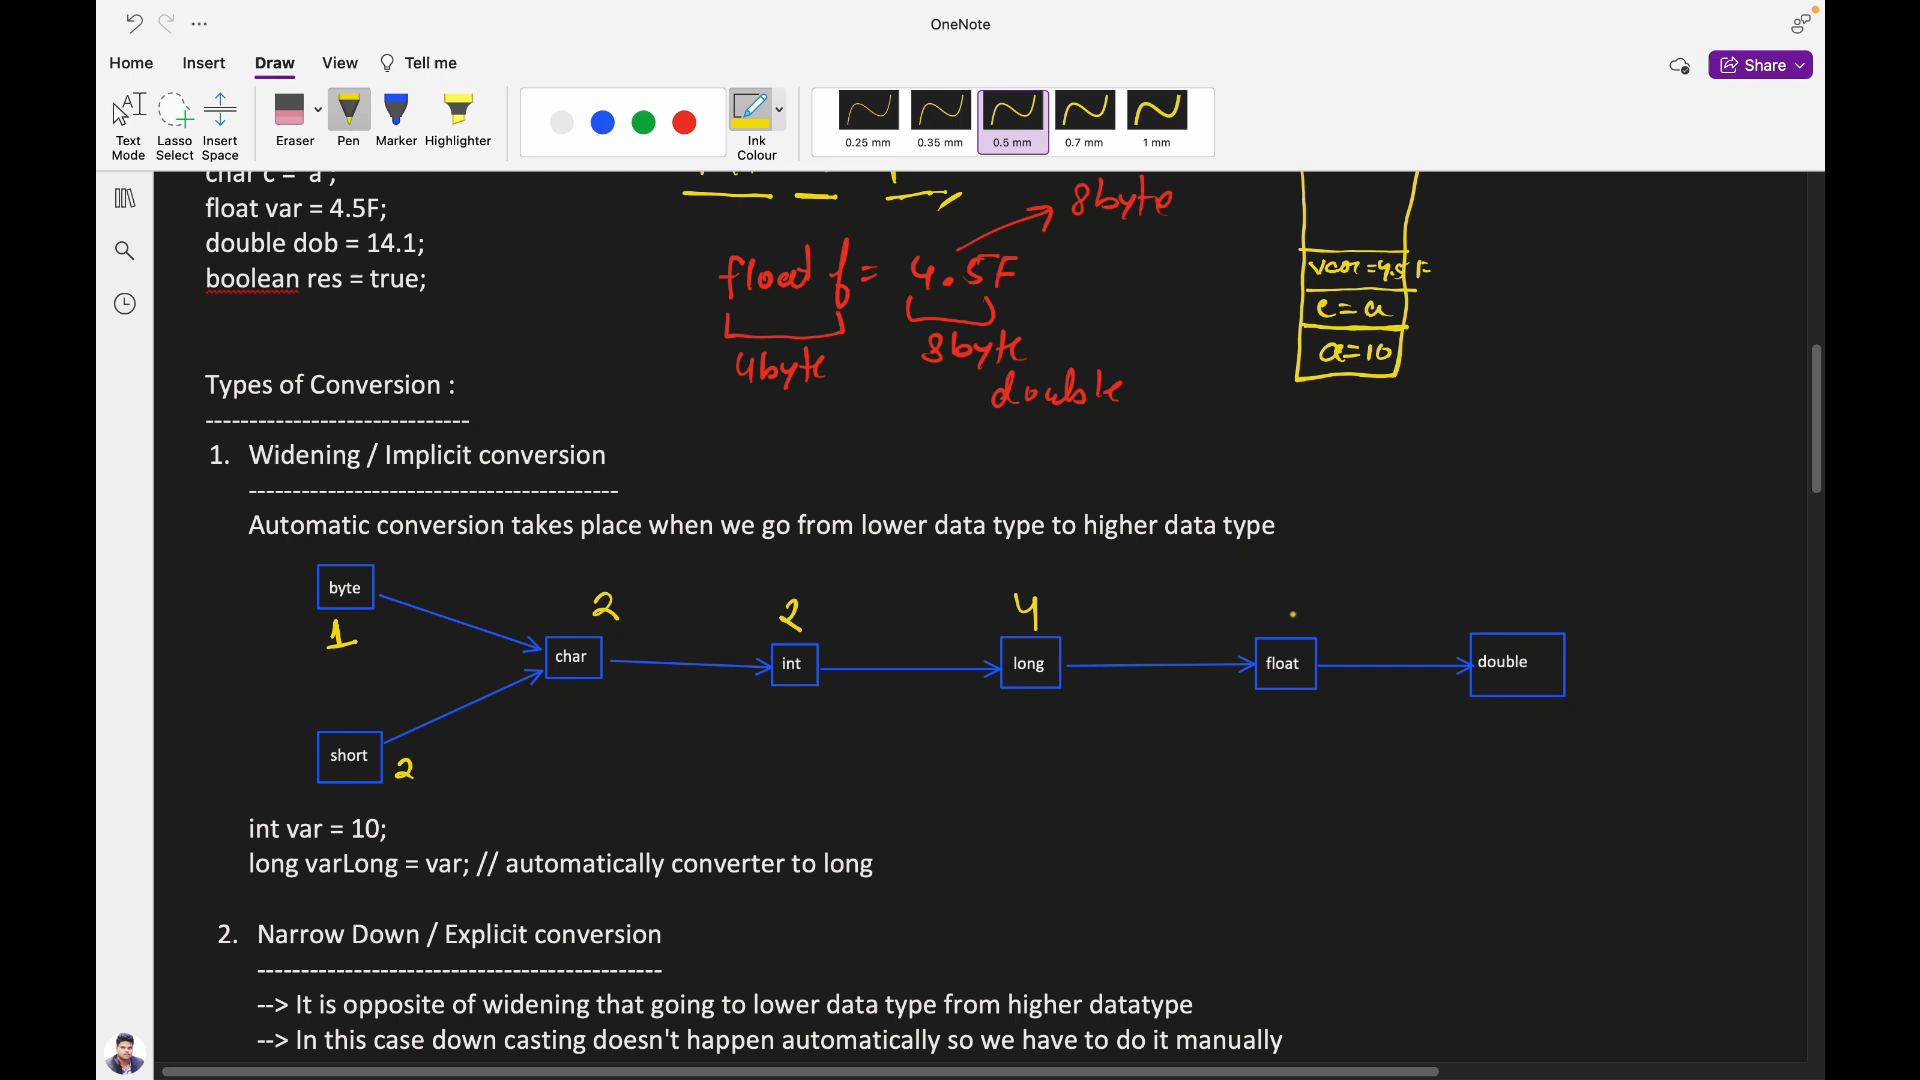 OneNote
Home Insert Draw View Tell me
Share
Text Mode
Lasso Select
Insert Space
Eraser
Pen
Marker
Highlighter
Ink Colour
0.25 mm
0.35 mm
0.5 mm
0.7 mm
1 mm
char c = 'a';
float var = 4.5F;
double dob = 14.1;
boolean res = true;
8byte
float f = 4.5F
4byte
8byte
double
var=4.5F
c=a
a=10
Types of Conversion :
------------------------------
1. Widening / Implicit conversion
------------------------------------------
Automatic conversion takes place when we go from lower data type to higher data type
byte
1
2
2
4
char
int
long
float
double
short
2
int var = 10;
long varLong = var; // automatically converter to long
2. Narrow Down / Explicit conversion
----------------------------------------------
--> It is opposite of widening that going to lower data type from higher datatype
--> In this case down casting doesn't happen automatically so we have to do it manually